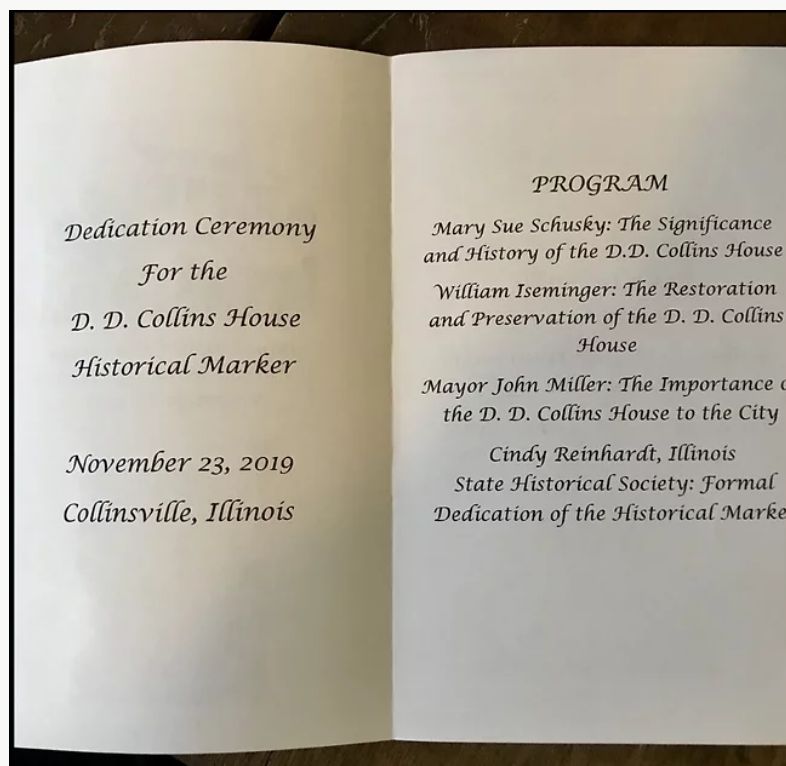 Dedication Ceremony
For the
D. D. Collins House
Historical Marker
November 23, 2019
Collinsville, Illinois
PROGRAM
Mary Sue Schusky: The Significance
and History of the D.D. Collins House
William Iseminger: The Restoration
and Preservation of the D. D. Collins
House
Mayor John Miller: The Importance
the D. D. Collins House to the City
Cindy Reinhardt, Illinois
State Historical Society: Formal
Dedication of the Historical